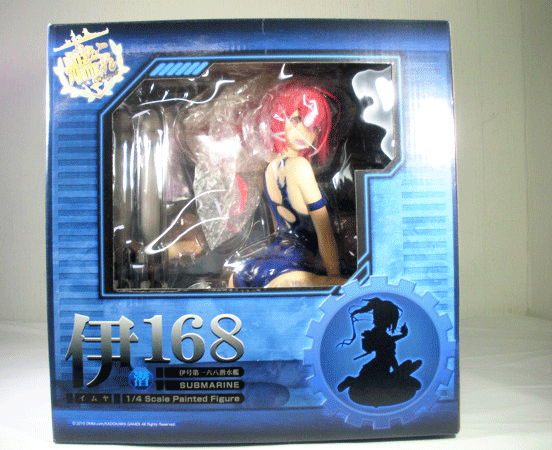 伊168
潜
伊号第一六八潜水艦
SUBMARINE
イムヤ
1/4 Scale Painted Figure